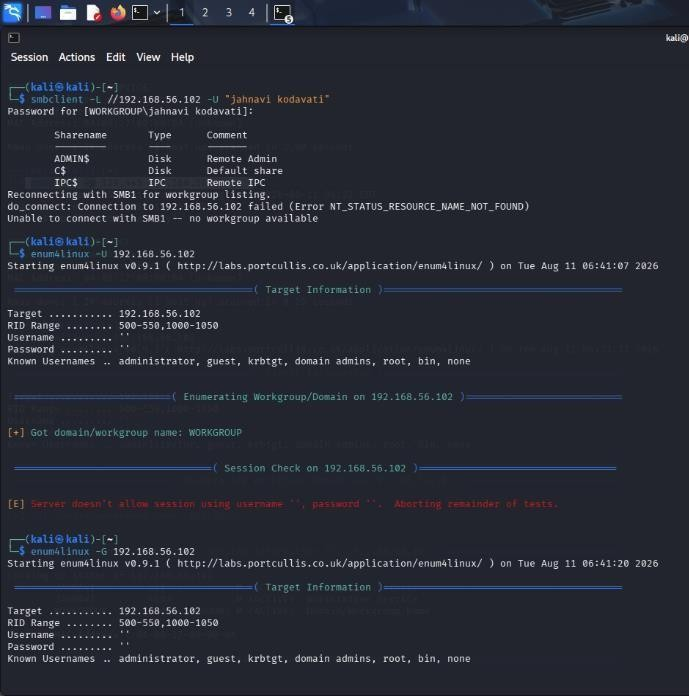 1 2 3 4 5
kali@
Session Actions Edit View Help
┌──(kali㉿kali)-[~]
└─$ smbclient -L //192.168.56.102 -U "jahnavi kodavati"
Password for [WORKGROUP\jahnavi kodavati]:
Sharename Type Comment
ADMIN$ Disk Remote Admin
C$ Disk Default share
IPC$ IPC Remote IPC
Reconnecting with SMB1 for workgroup listing.
do_connect: Connection to 192.168.56.102 failed (Error NT_STATUS_RESOURCE_NAME_NOT_FOUND)
Unable to connect with SMB1 -- no workgroup available
┌──(kali㉿kali)-[~]
└─$ enum4linux -U 192.168.56.102
Starting enum4linux v0.9.1 ( http://labs.portcullis.co.uk/application/enum4linux/ ) on Tue Aug 11 06:41:07 2026
( Target Information )
Target ........... 192.168.56.102
RID Range ........ 500-550,1000-1050
Username ......... ''
Password ......... ''
Known Usernames .. administrator, guest, krbtgt, domain admins, root, bin, none
( Enumerating Workgroup/Domain on 192.168.56.102 )
[+] Got domain/workgroup name: WORKGROUP
( Session Check on 192.168.56.102 )
[E] Server doesn't allow session using username '', password ''.  Aborting remainder of tests.
┌──(kali㉿kali)-[~]
└─$ enum4linux -G 192.168.56.102
Starting enum4linux v0.9.1 ( http://labs.portcullis.co.uk/application/enum4linux/ ) on Tue Aug 11 06:41:20 2026
( Target Information )
Target ........... 192.168.56.102
RID Range ........ 500-550,1000-1050
Username ......... ''
Password ......... ''
Known Usernames .. administrator, guest, krbtgt, domain admins, root, bin, none